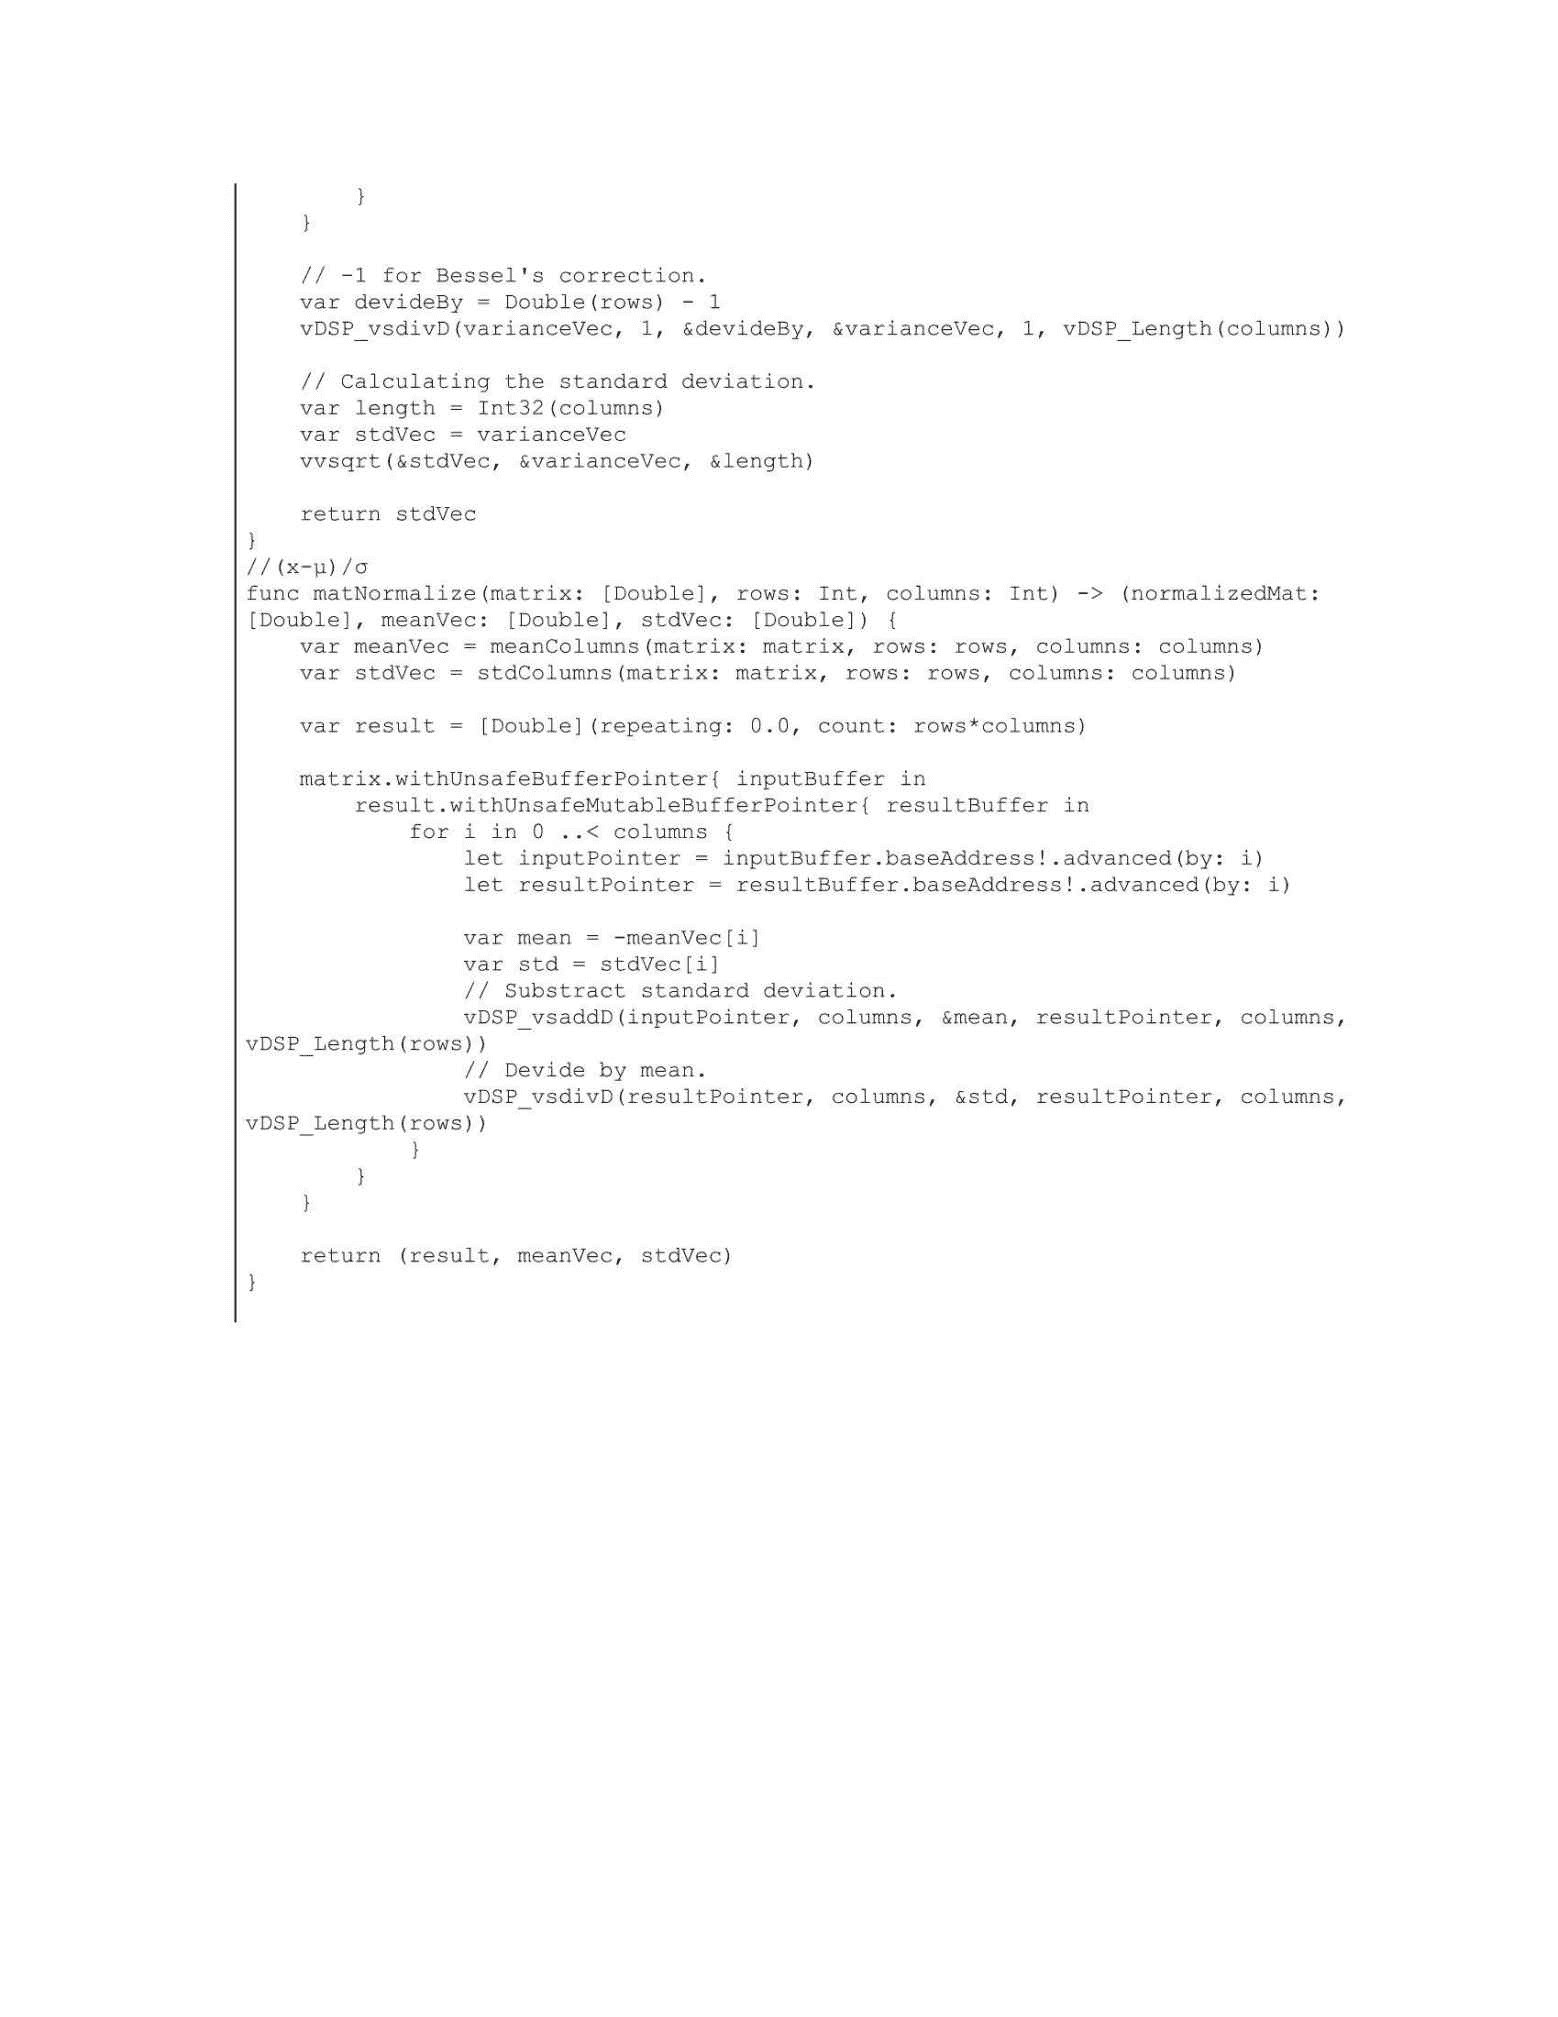 }
    }

    // -1 for Bessel's correction.
    var devideBy = Double(rows) - 1
    vDSP_vsdivD(varianceVec, 1, &devideBy, &varianceVec, 1, vDSP_Length(columns))

    // Calculating the standard deviation.
    var length = Int32(columns)
    var stdVec = varianceVec
    vvsqrt(&stdVec, &varianceVec, &length)

    return stdVec
}
//(x-μ)/σ
func matNormalize(matrix: [Double], rows: Int, columns: Int) -> (normalizedMat:
[Double], meanVec: [Double], stdVec: [Double]) {
    var meanVec = meanColumns(matrix: matrix, rows: rows, columns: columns)
    var stdVec = stdColumns(matrix: matrix, rows: rows, columns: columns)

    var result = [Double](repeating: 0.0, count: rows*columns)

    matrix.withUnsafeBufferPointer{ inputBuffer in
        result.withUnsafeMutableBufferPointer{ resultBuffer in
            for i in 0 ..< columns {
                let inputPointer = inputBuffer.baseAddress!.advanced(by: i)
                let resultPointer = resultBuffer.baseAddress!.advanced(by: i)

                var mean = -meanVec[i]
                var std = stdVec[i]
                // Substract standard deviation.
                vDSP_vsaddD(inputPointer, columns, &mean, resultPointer, columns,
vDSP_Length(rows))
                // Devide by mean.
                vDSP_vsdivD(resultPointer, columns, &std, resultPointer, columns,
vDSP_Length(rows))
            }
        }
    }

    return (result, meanVec, stdVec)
}